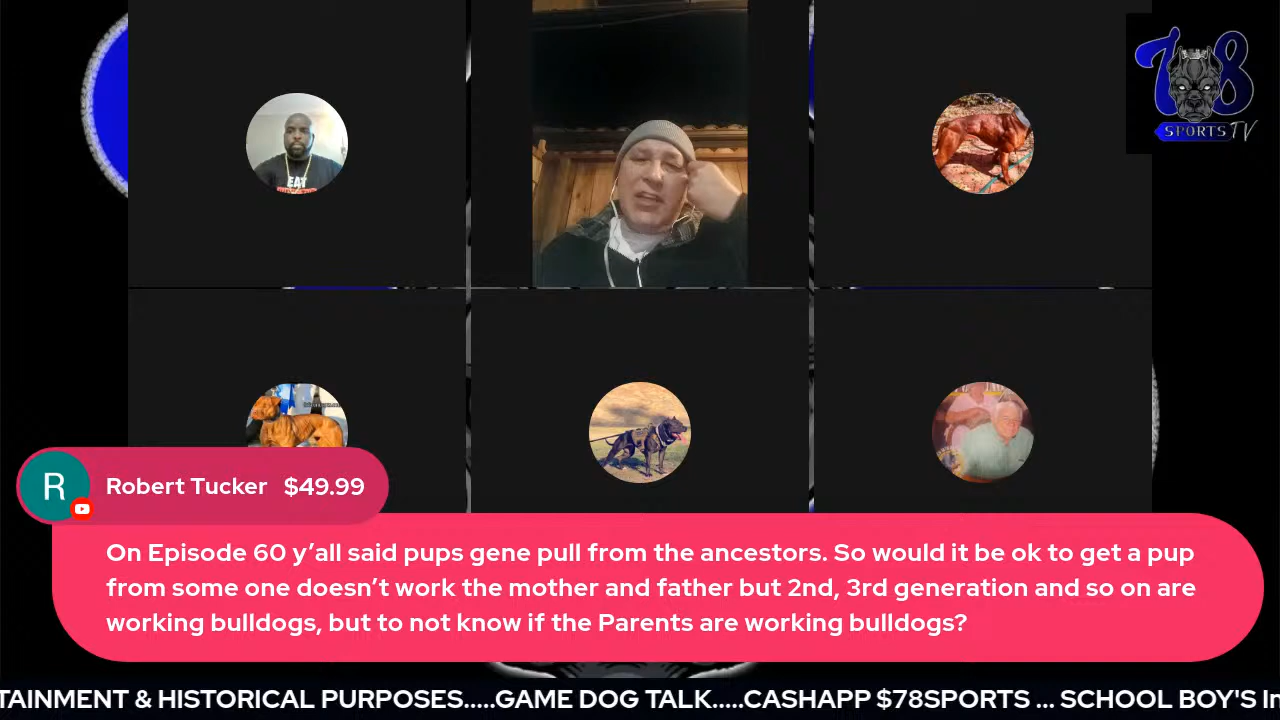 78
SPORTS TV
EAT
R
Robert Tucker $49.99
On Episode 60 y’all said pups gene pull from the ancestors. So would it be ok to get a pup
from some one doesn’t work the mother and father but 2nd, 3rd generation and so on are
working bulldogs, but to not know if the Parents are working bulldogs?
TAINMENT & HISTORICAL PURPOSES.....GAME DOG TALK.....CASHAPP $78SPORTS ... SCHOOL BOY'S In